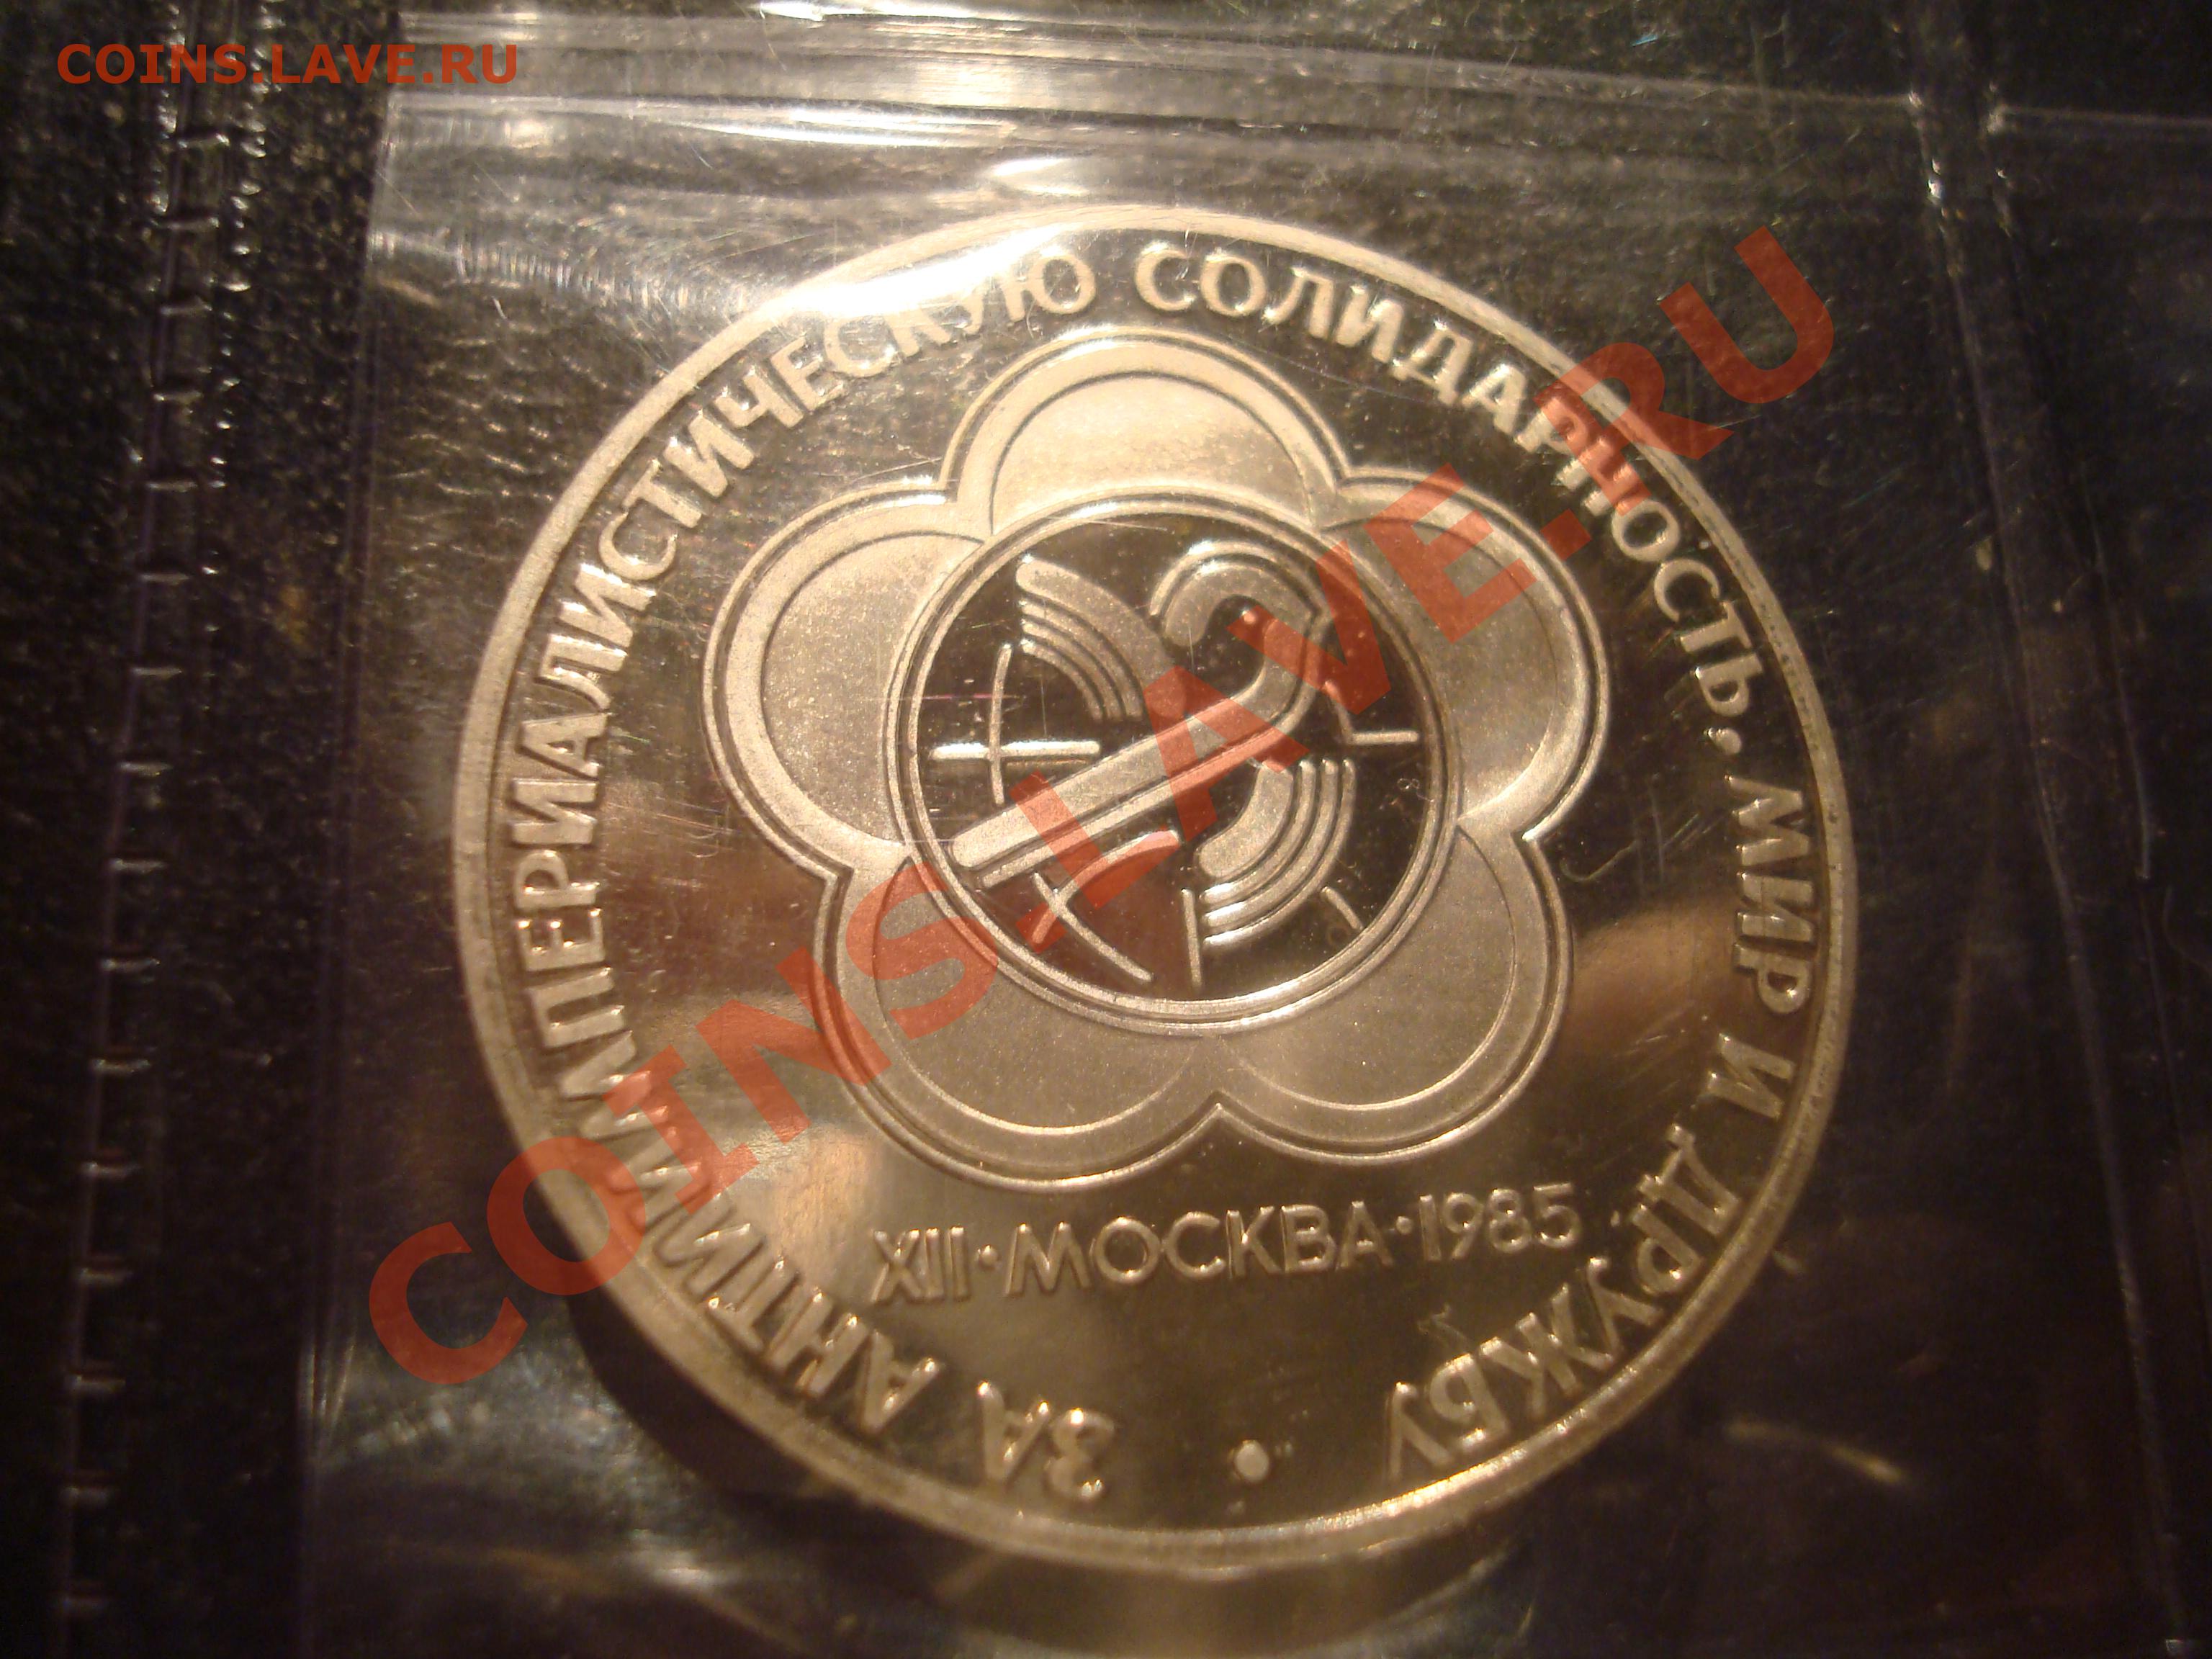 COINS.LAVE.RU
ЗА АНТИИМПЕРИАЛИСТИЧЕСКУЮ СОЛИДАРНОСТЬ, МИР И ДРУЖБУ •
XII•МОСКВА•1985
COINS.LAVE.RU